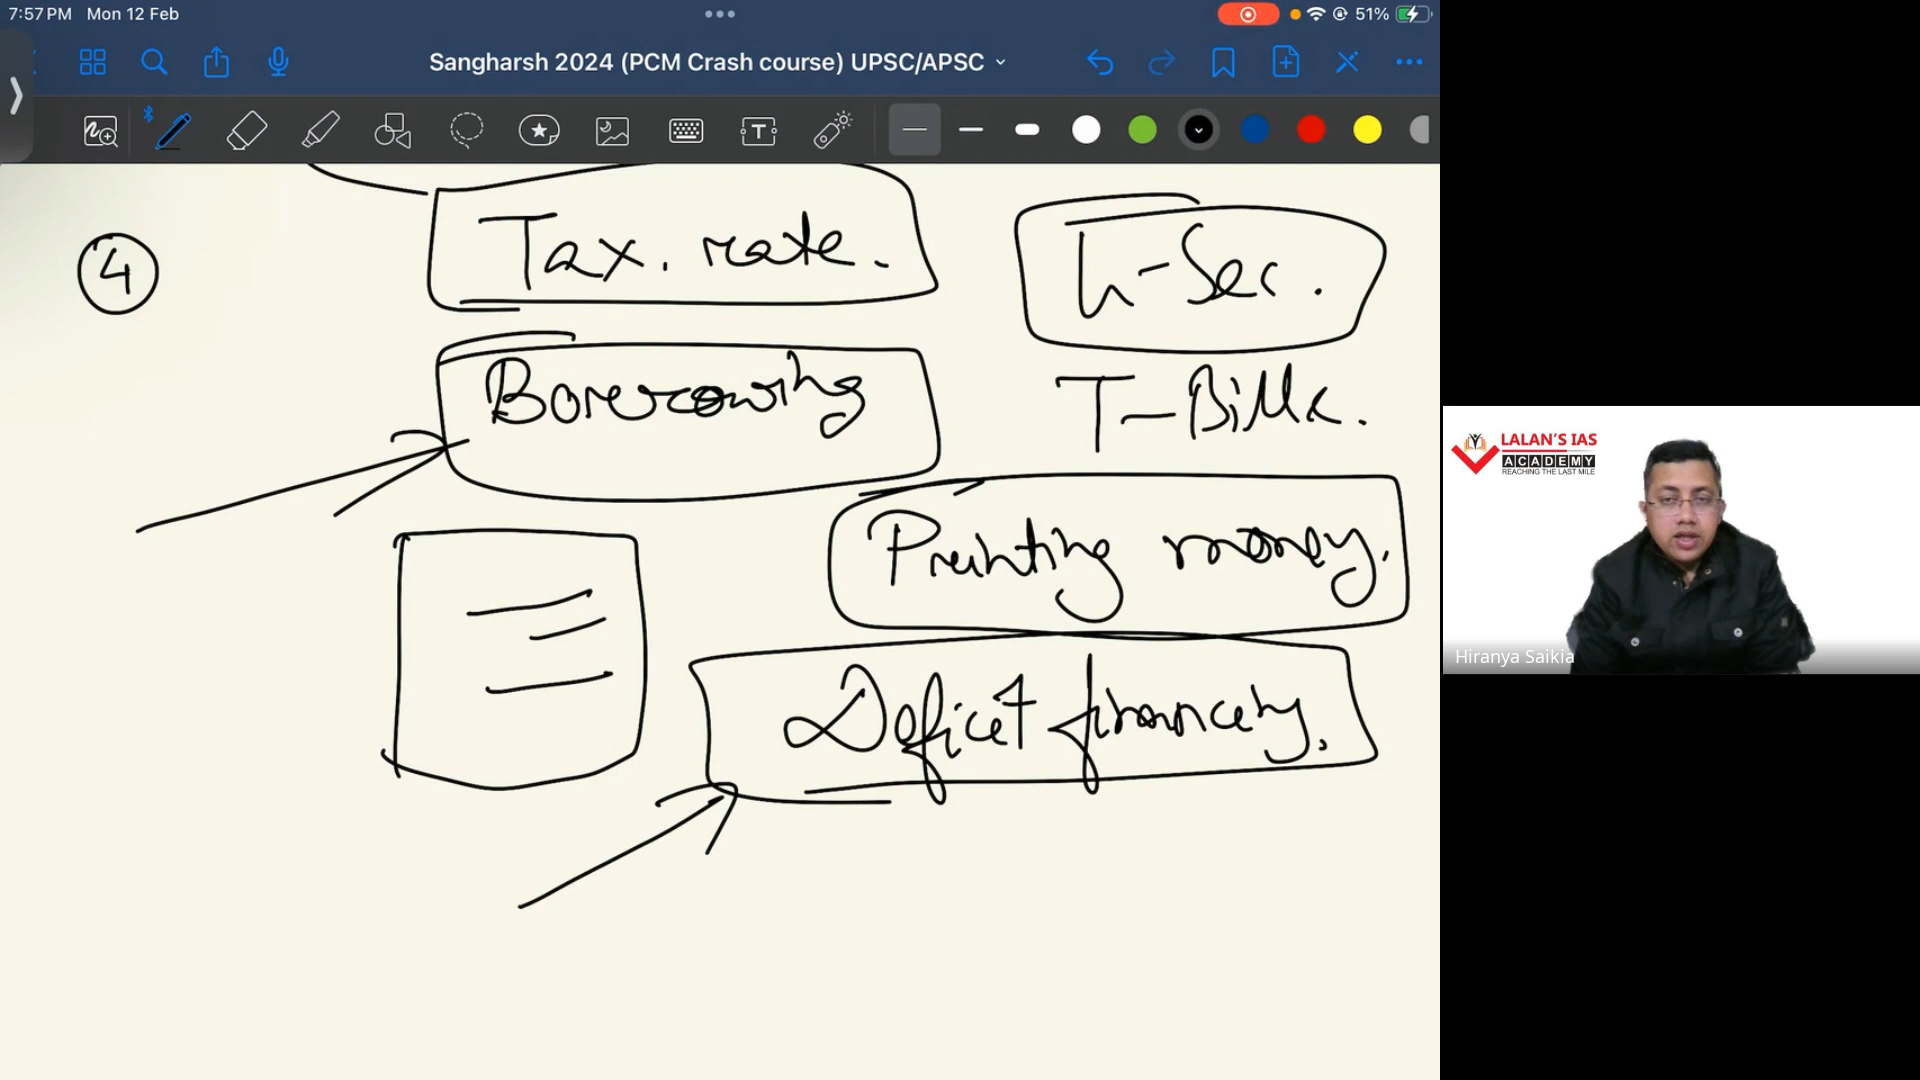 7:57 PM Mon 12 Feb
51%
Sangharsh 2024 (PCM Crash course) UPSC/APSC
T
4
Tax. rate.
G-Sec.
Borrowing
T-Bills.
Printing money.
Deficit financing.
LALAN'S IAS
ACADEMY
REACHING THE LAST MILE
Hiranya Saikia